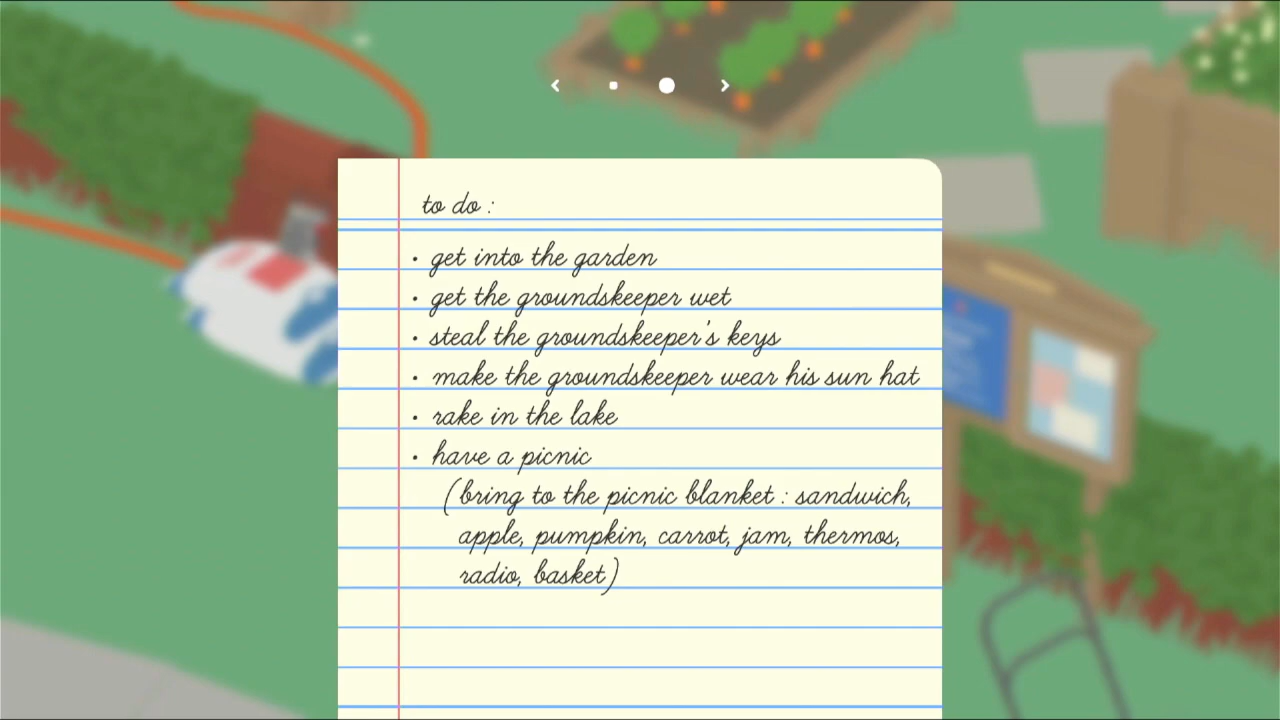 to do :
• get into the garden
• get the groundskeeper wet
• steal the groundskeeper's keys
• make the groundskeeper wear his sun hat
• rake in the lake
• have a picnic
(bring to the picnic blanket : sandwich,
apple, pumpkin, carrot, jam, thermos,
radio, basket)